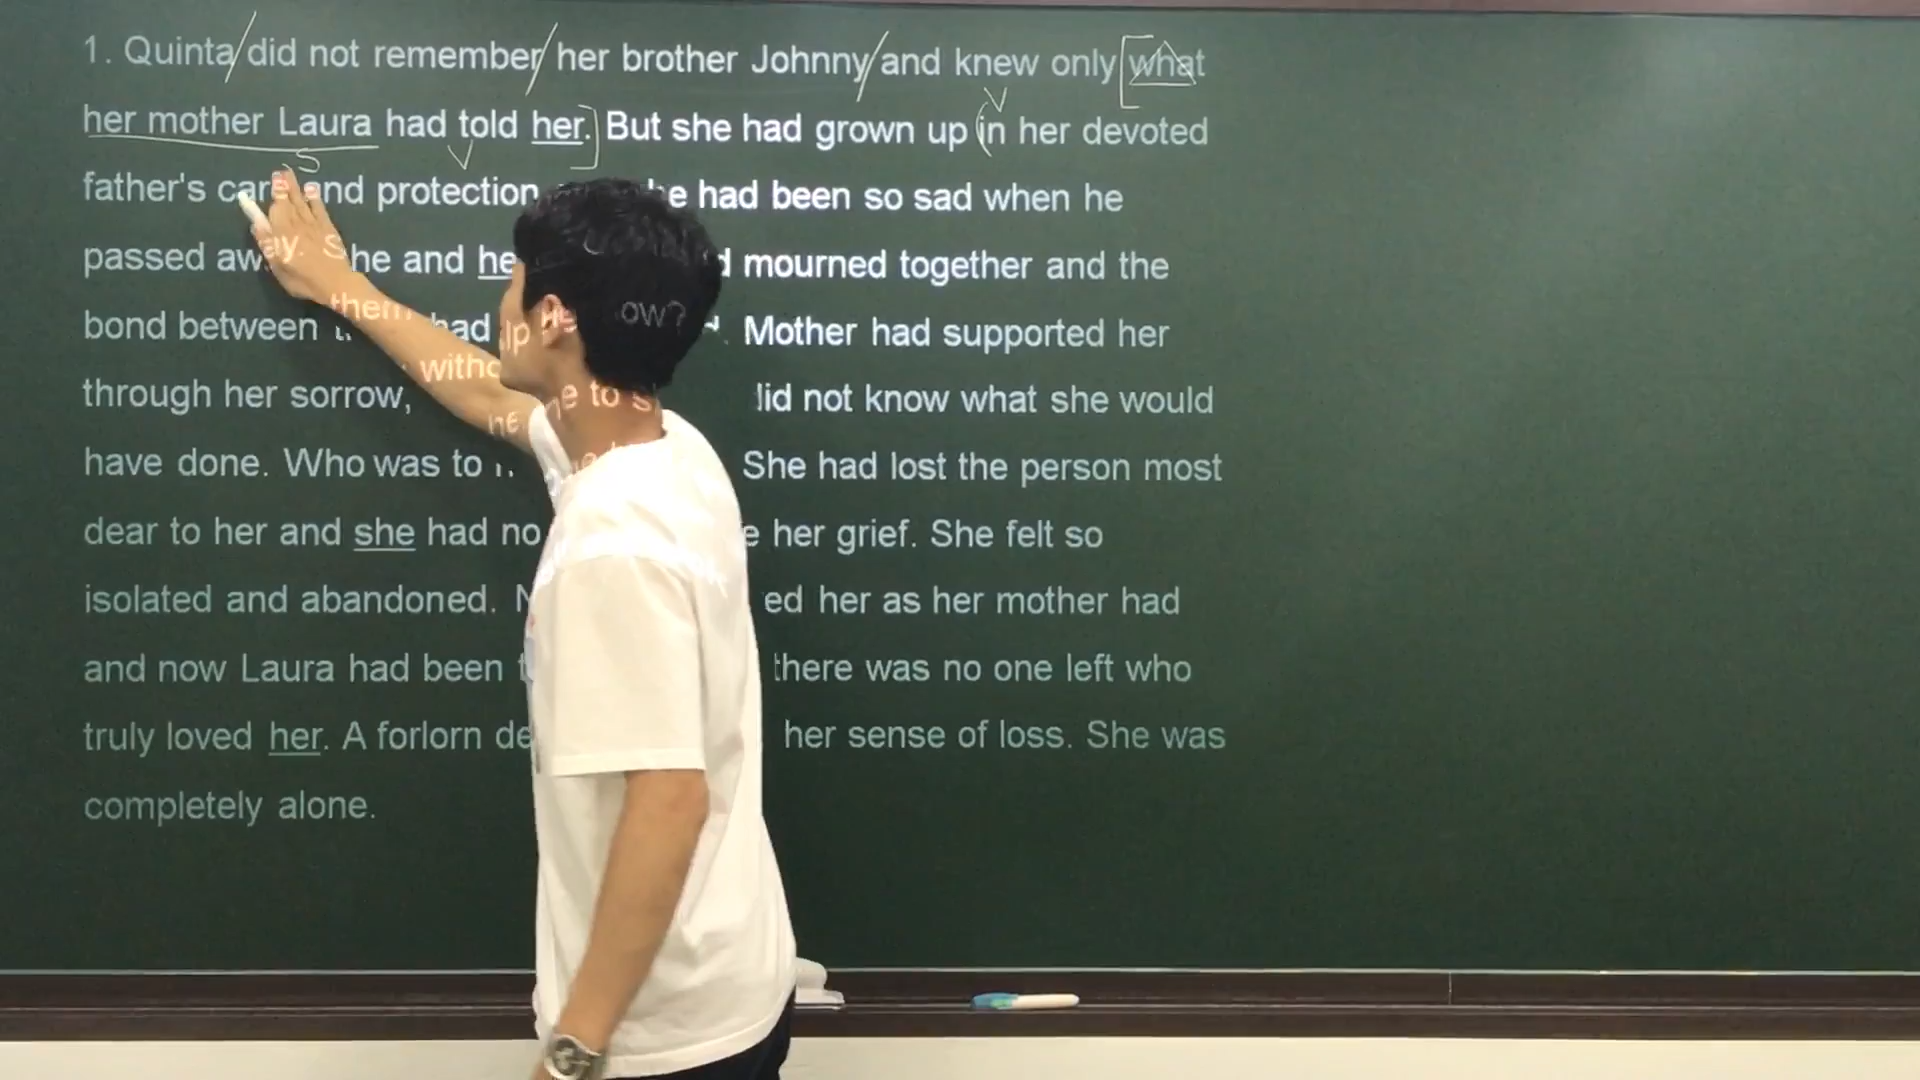 1. Quinta did not remember her brother Johnny and knew only what
her mother Laura had told her. But she had grown up in her devoted
father's care and protection he had been so sad when he
passed away. She and mourned together and the
bond between them had Mother had supported her
through her sorrow, witho did not know what she would
have done. Who was to now? She had lost the person most
dear to her and she had no one to her grief. She felt so
isolated and abandoned. her as her mother had
and now Laura had been there was no one left who
truly loved her. A forlorn her sense of loss. She was
completely alone.